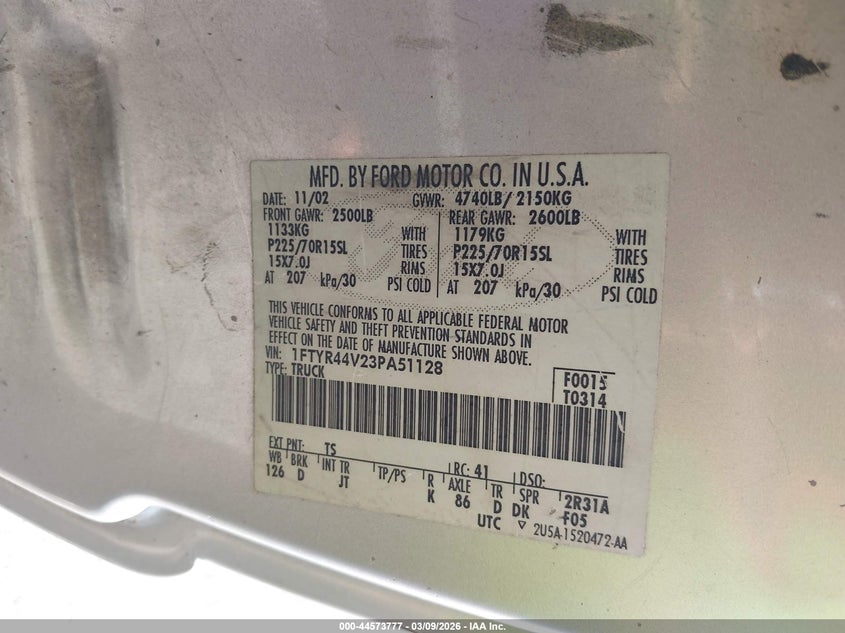 MFD. BY FORD MOTOR CO. IN U.S.A.
DATE: 11/02 GVWR: 4740LB/ 2150KG
FRONT GAWR: 2500LB REAR GAWR: 2600LB
1133KG WITH 1179KG WITH
P225/70R15SL TIRES P225/70R15SL TIRES
15X7.0J RIMS 15X7.0J RIMS
AT 207 kPa/30 PSI COLD AT 207 kPa/30 PSI COLD
THIS VEHICLE CONFORMS TO ALL APPLICABLE FEDERAL MOTOR
VEHICLE SAFETY AND THEFT PREVENTION STANDARDS IN
EFFECT ON THE DATE OF MANUFACTURE SHOWN ABOVE.
VIN: 1FTYR44V23PA51128
TYPE: TRUCK
F0015
T0314
EXT PNT: TS RC: 41 DSO:
WB BRK INT TR TP/PS R AXLE TR SPR 2R31A
126 D JT K 86 D DK F05
UTC ▽ 2U5A-1520472-AA
000-44573777 - 03/09/2026 - IAA Inc.